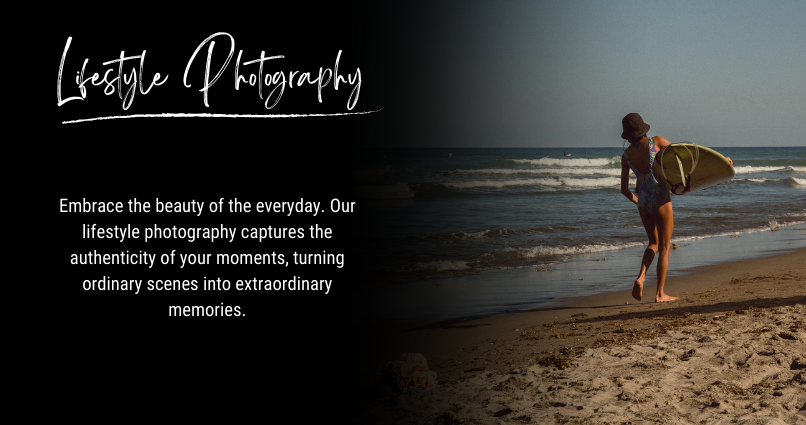 Lifestyle Photography
Embrace the beauty of the everyday. Our
lifestyle photography captures the
authenticity of your moments, turning
ordinary scenes into extraordinary
memories.